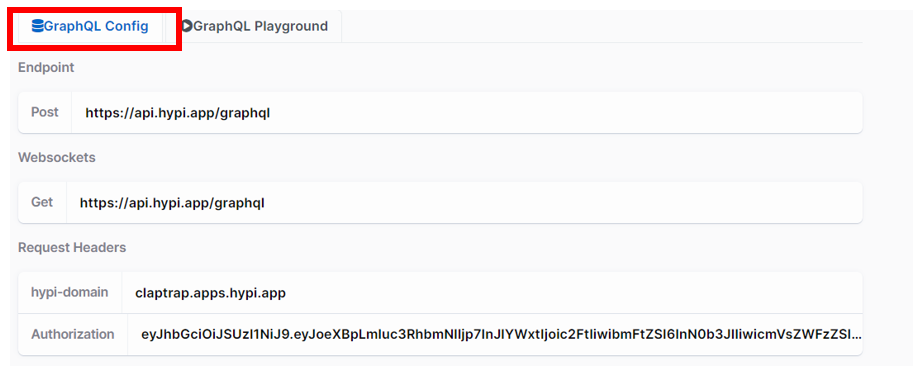 GraphQL Config GraphQL Playground
Endpoint
Post https://api.hypi.app/graphql
Websockets
Get https://api.hypi.app/graphql
Request Headers
hypi-domain claptrap.apps.hypi.app
Authorization eyJhbGciOiJSUzI1NiJ9.eyJoeXBpLmluc3RhbmNlIjp7InJlYWxtIjoic2FtIiwibmFtZSI6InN0b3JlIiwicmVsZWFzZSI...